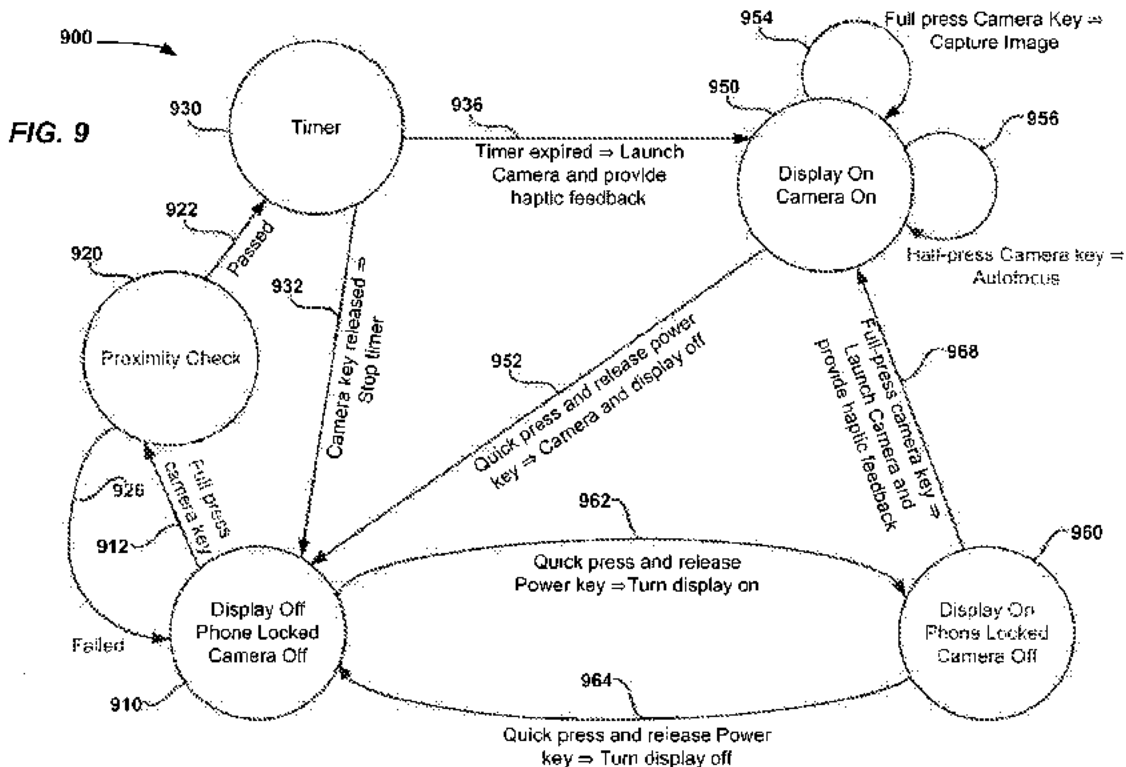 900
FIG. 9
930
Timer
936
Timer expired ⇒ Launch
Camera and provide
haptic feedback
954
Full press Camera Key ⇒
Capture Image
950
956
Display On
Camera On
Half-press Camera key ⇒
Autofocus
922
Passed
920
Proximity Check
932
Camera key released ⇒
Stop timer
952
Quick press and release power
key ⇒ Camera and display off
968
Full-press camera key ⇒
Launch Camera and
provide haptic feedback
926
912
Full press
camera key
Failed
910
Display Off
Phone Locked
Camera Off
962
Quick press and release
Power key ⇒Turn display on
960
Display On
Phone Locked
Camera Off
964
Quick press and release Power
key ⇒ Turn display off